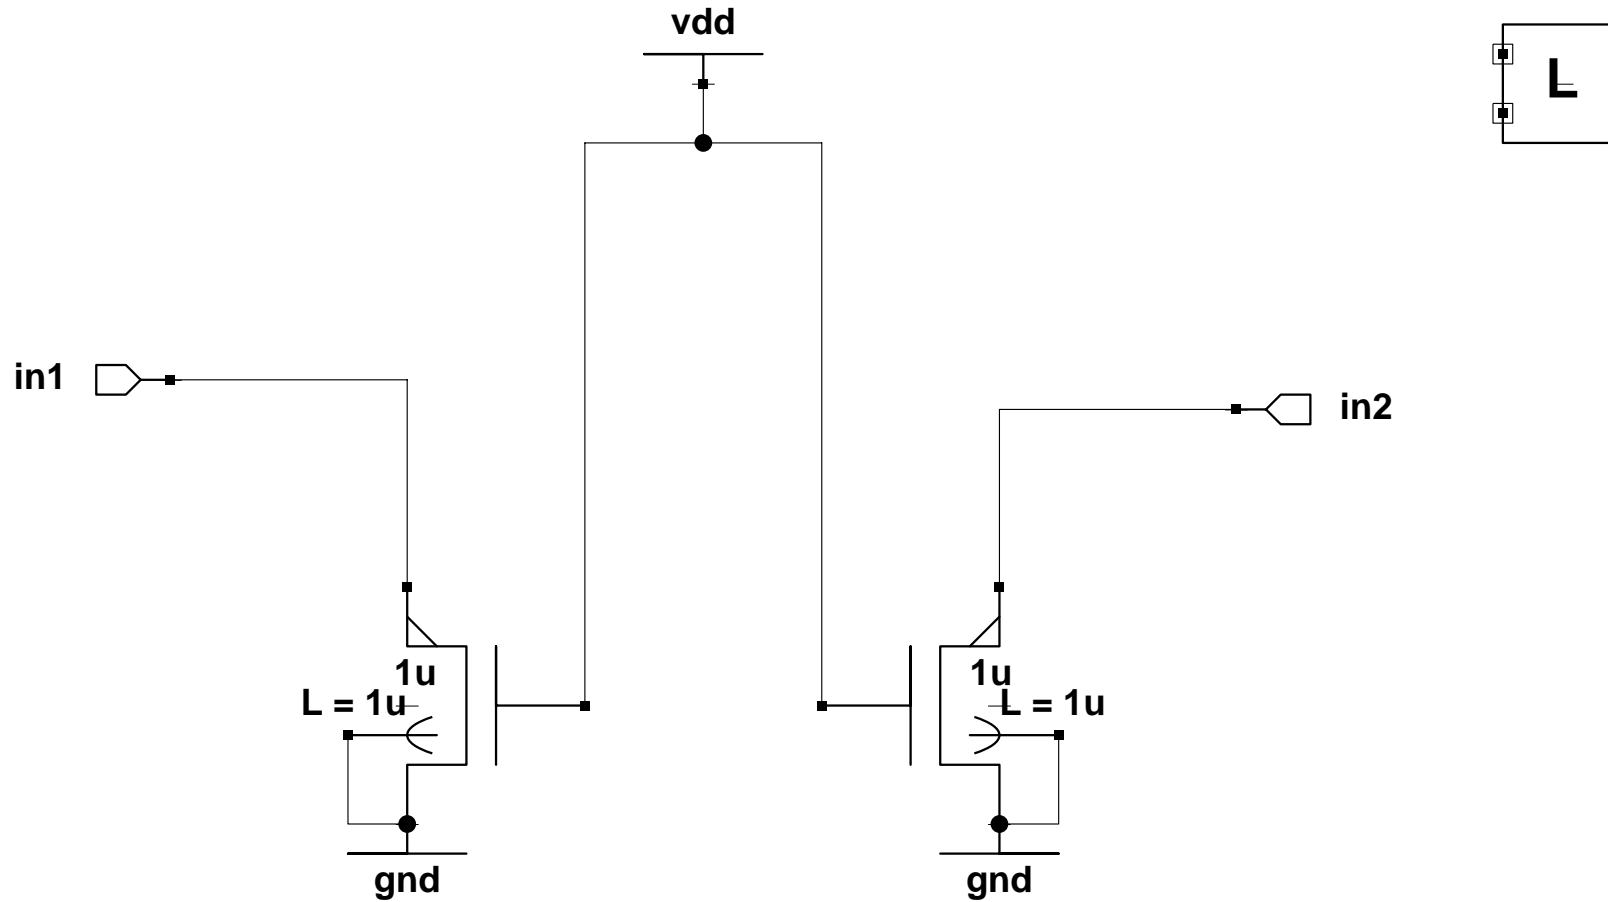 vdd
L
in1
in2
1u
L = 1u
1u
L = 1u
gnd
gnd